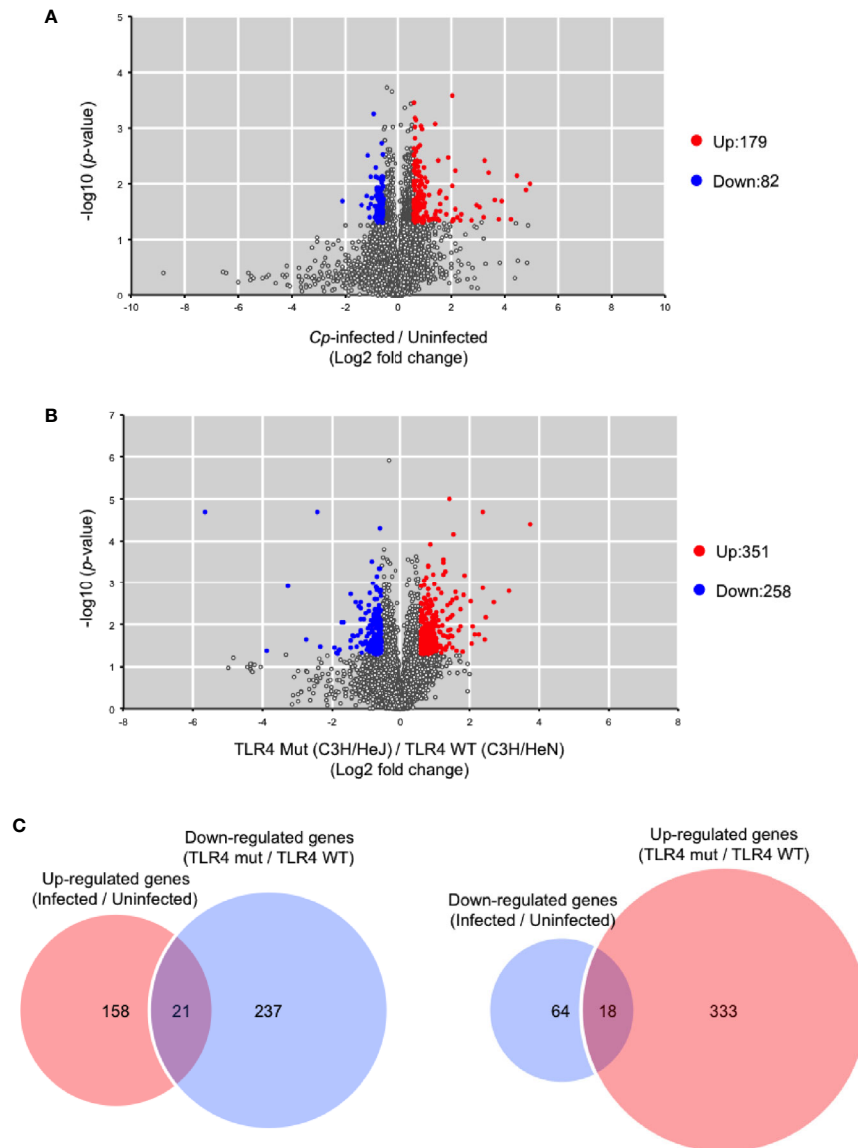 A
5
4
3
2
1
0
-log10 (p-value)
-10 -8 -6 -4 -2 0 2 4 6 8 10
Cp-infected / Uninfected
(Log2 fold change)
Up:179
Down:82
B
7
6
5
4
3
2
1
0
-log10 (p-value)
-8 -6 -4 -2 0 2 4 6 8
TLR4 Mut (C3H/HeJ) / TLR4 WT (C3H/HeN)
(Log2 fold change)
Up:351
Down:258
C
Down-regulated genes
(TLR4 mut / TLR4 WT)
Up-regulated genes
(Infected / Uninfected)
158 21 237
Up-regulated genes
(TLR4 mut / TLR4 WT)
Down-regulated genes
(Infected / Uninfected)
64 18 333